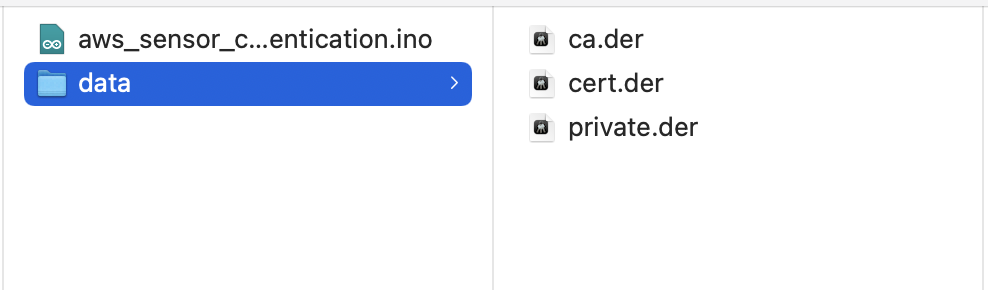 aws_sensor_c...entication.ino
data
ca.der
cert.der
private.der